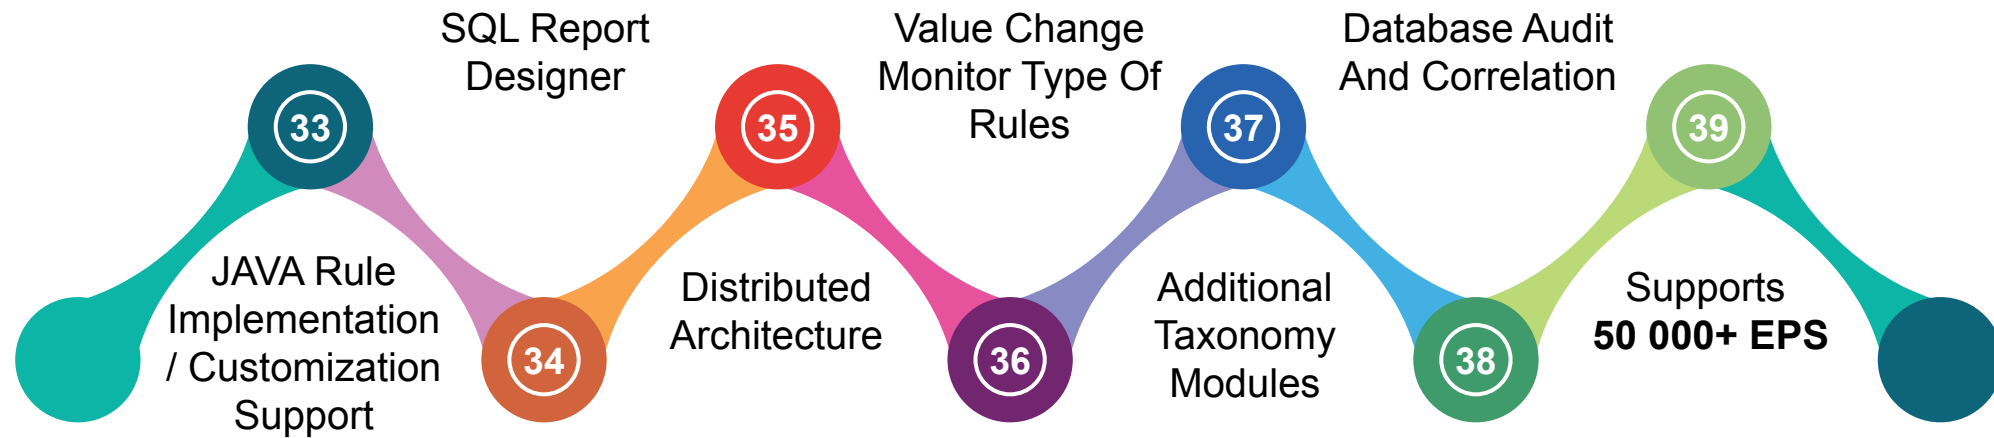 33
JAVA Rule
Implementation
/ Customization
Support
SQL Report
Designer
34
35
Distributed
Architecture
Value Change
Monitor Type Of
Rules
36
37
Additional
Taxonomy
Modules
Database Audit
And Correlation
38
39
Supports
50 000+ EPS